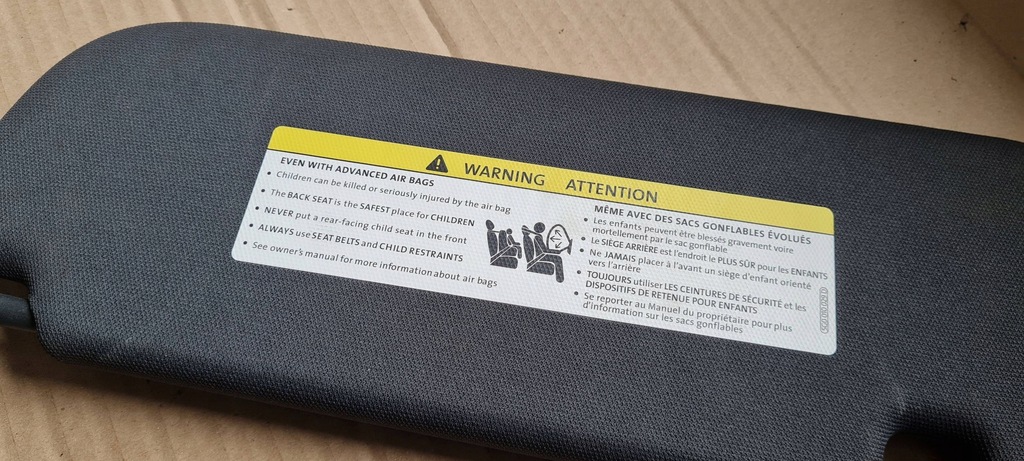 WARNING ATTENTION
EVEN WITH ADVANCED AIR BAGS
• Children can be killed or seriously injured by the air bag
• The BACK SEAT is the SAFEST place for CHILDREN
• NEVER put a rear-facing child seat in the front
• ALWAYS use SEAT BELTS and CHILD RESTRAINTS
• See owner's manual for more information about air bags
MÊME AVEC DES SACS GONFLABLES ÉVOLUÉS
• Les enfants peuvent être blessés gravement voire
mortellement par le sac gonflable
• Le SIÈGE ARRIÈRE est l'endroit le PLUS SÛR pour les ENFANTS
• Ne JAMAIS placer à l'avant un siège d'enfant orienté
vers l'arrière
• TOUJOURS utiliser LES CEINTURES DE SÉCURITÉ et les
DISPOSITIFS DE RETENUE POUR ENFANTS
• Se reporter au Manuel du propriétaire pour plus
d'information sur les sacs gonflables